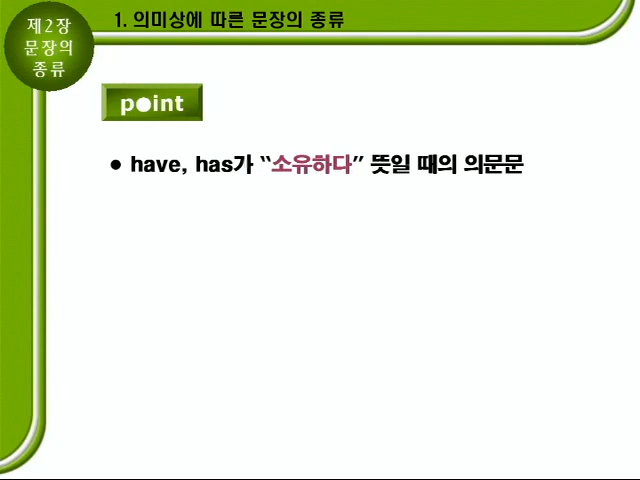 제2장
문장의
종류
1. 의미상에 따른 문장의 종류
point
● have, has가 “소유하다” 뜻일 때의 의문문